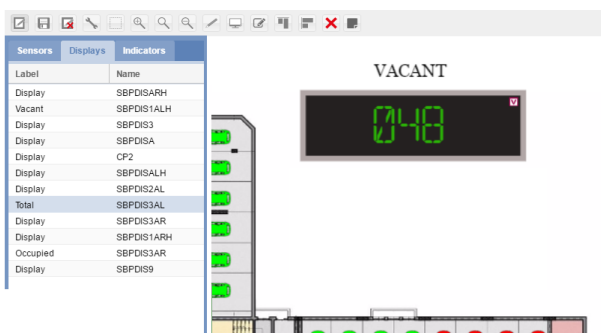 Sensors Displays Indicators
Label Name
Display SBPDISARH
Vacant SBPDIS1ALH
Display SBPDIS3
Display SBPDISA
Display CP2
Display SBPDISALH
Display SBPDIS2AL
Total SBPDIS3AL
Display SBPDIS3AR
Display SBPDIS1ARH
Occupied SBPDIS3AR
Display SBPDIS9
VACANT
V
048